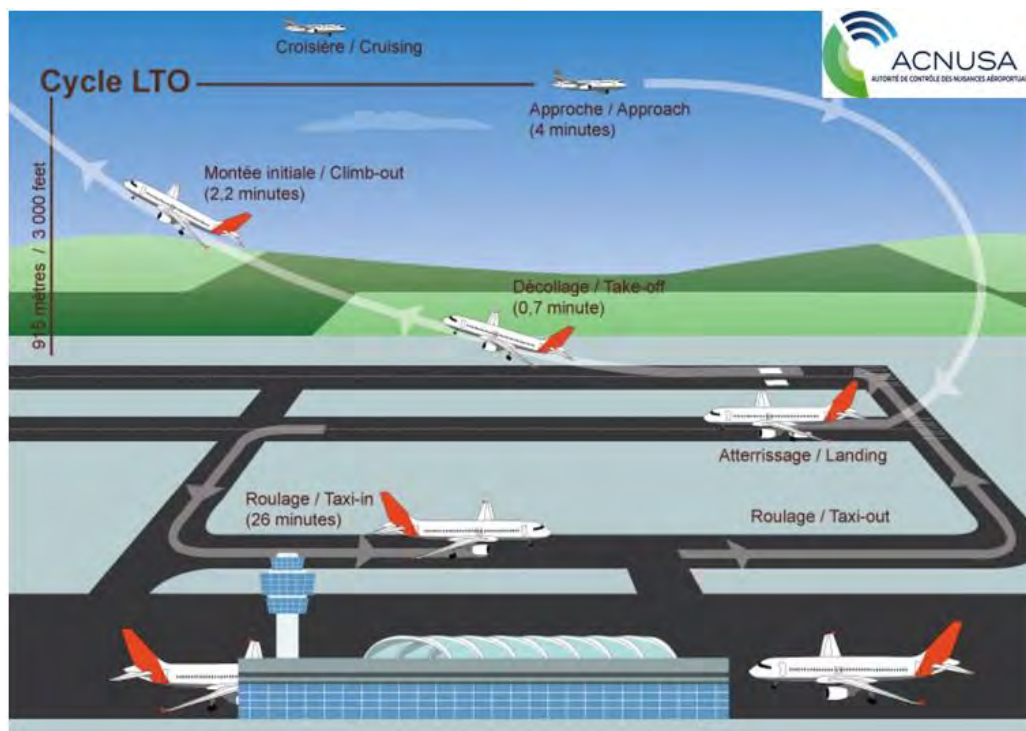 Croisière / Cruising
ACNUSA
AUTORITÉ DE CONTRÔLE DES NUISANCES AÉROPORTUAI
Cycle LTO
Approche / Approach
(4 minutes)
915 mètres / 3 000 feet
Montée initiale / Climb-out
(2,2 minutes)
Décollage / Take-off
(0,7 minute)
Atterrissage / Landing
Roulage / Taxi-in
(26 minutes)
Roulage / Taxi-out